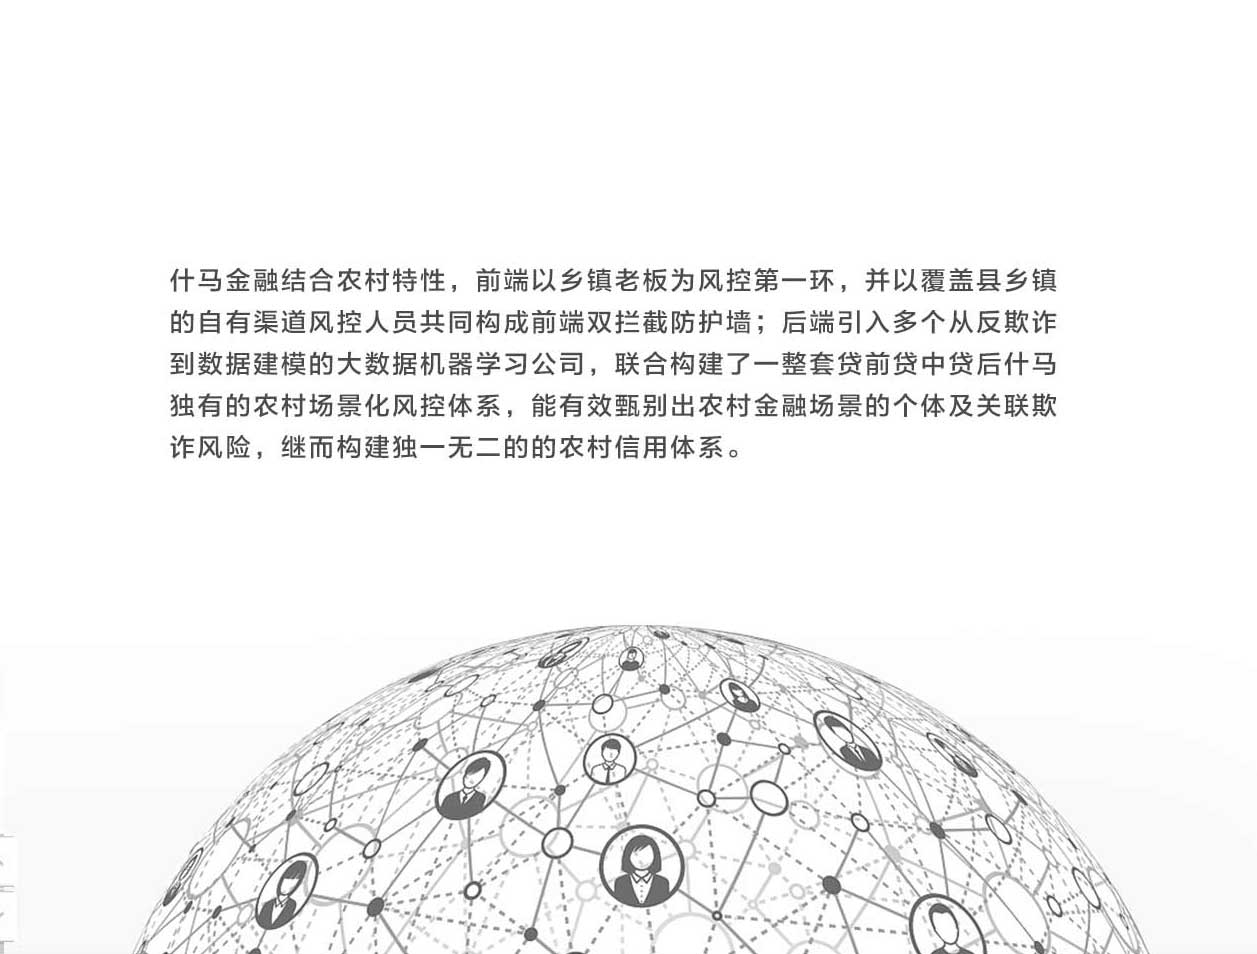 什马金融结合农村特性，前端以乡镇老板为风控第一环，并以覆盖县乡镇
的自有渠道风控人员共同构成前端双拦截防护墙；后端引入多个从反欺诈
到数据建模的大数据机器学习公司，联合构建了一整套贷前贷中贷后什马
独有的农村场景化风控体系，能有效甄别出农村金融场景的个体及关联欺
诈风险，继而构建独一无二的的农村信用体系。